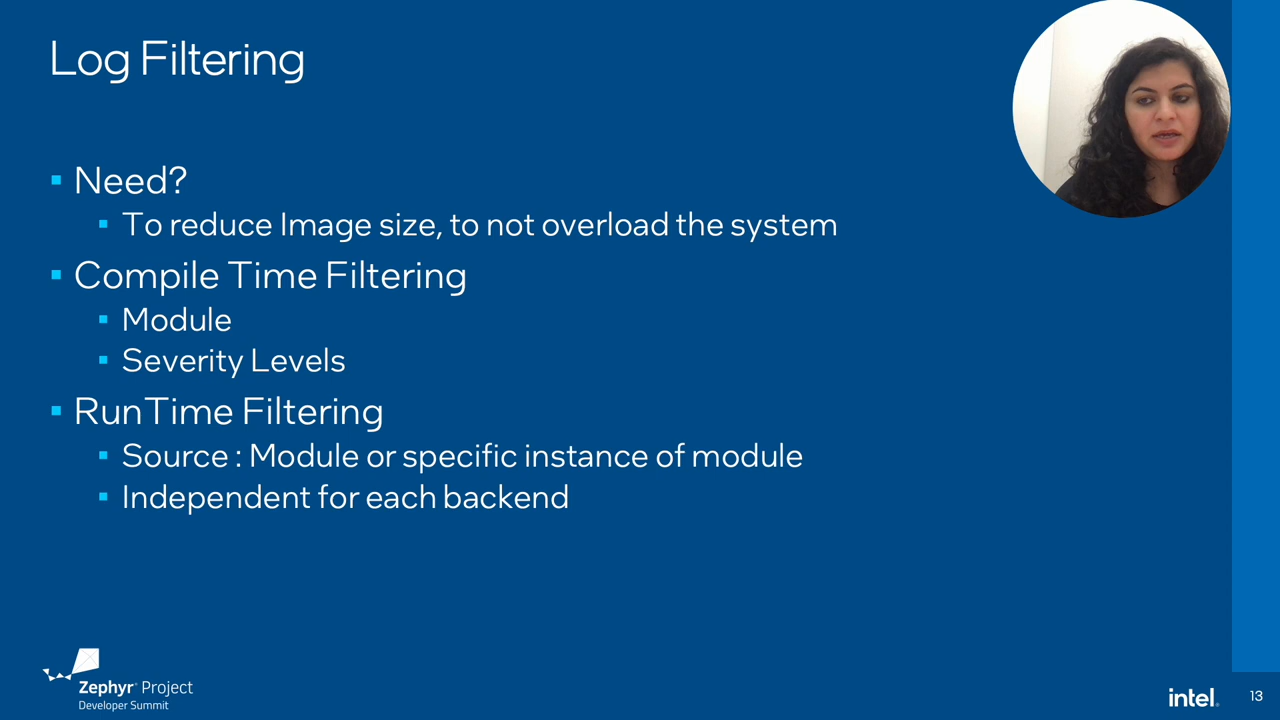 Log Filtering
Need?
To reduce Image size, to not overload the system
Compile Time Filtering
Module
Severity Levels
RunTime Filtering
Source : Module or specific instance of module
Independent for each backend
Zephyr Project
Developer Summit
intel.
13